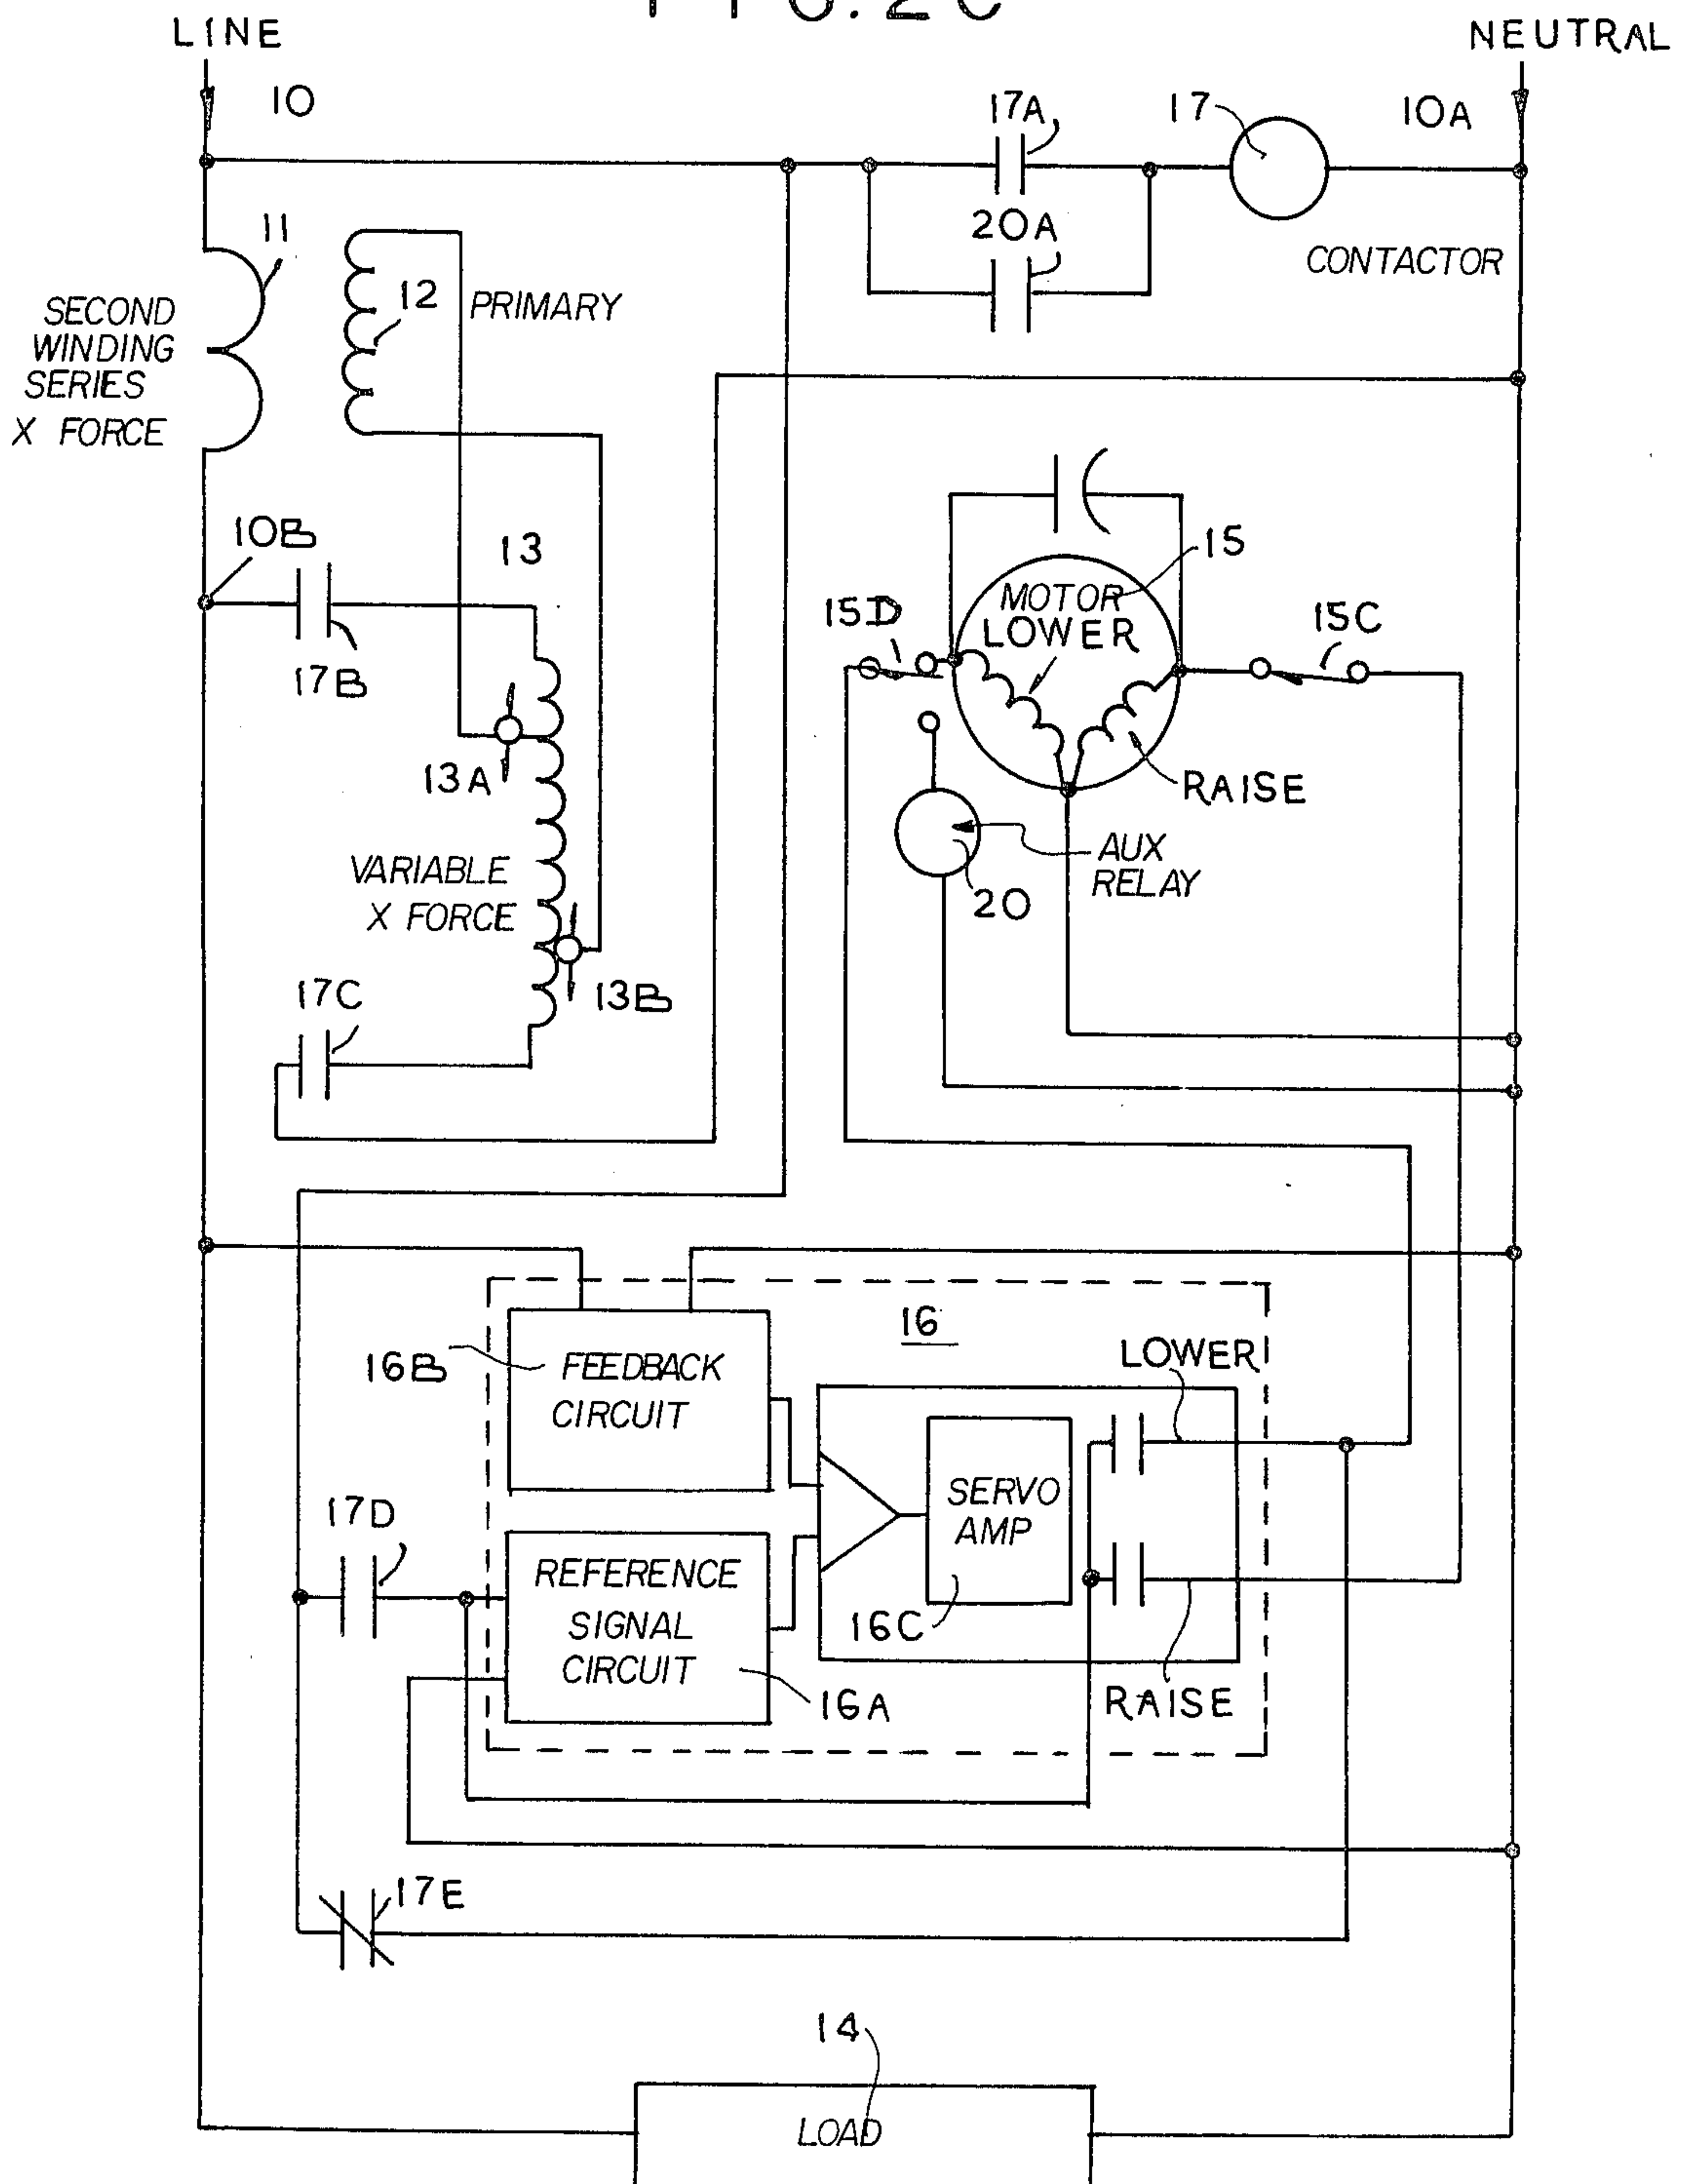 FIG. 2C
LINE
NEUTRAL
10
17A
17
10A
11
20A
CONTACTOR
12
PRIMARY
SECOND
WINDING
SERIES
X FORCE
10B
13
15
MOTOR
LOWER
15D
15C
17B
13A
RAISE
AUX
RELAY
VARIABLE
X FORCE
20
17C
13B
16
LOWER
16B
FEEDBACK
CIRCUIT
SERVO
AMP
17D
REFERENCE
SIGNAL
CIRCUIT
16C
16A
RAISE
17E
14
LOAD